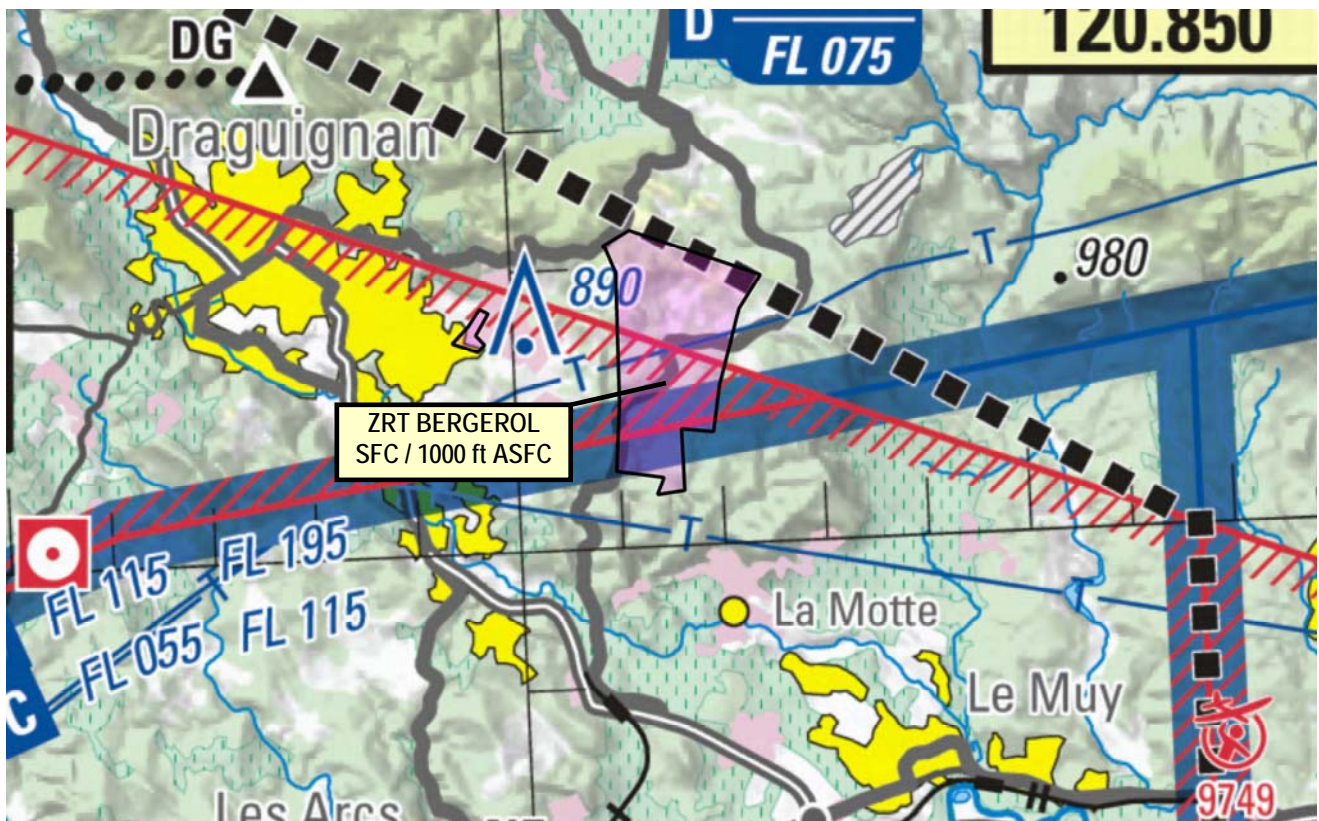 DG
D
FL 075
120.850
Draguignan
T
980
890
T
ZRT BERGEROL
SFC / 1000 ft ASFC
FL 115
FL 195
T
T
T
FL 055
FL 115
La Motte
C
Le Muy
Les Arcs
9749